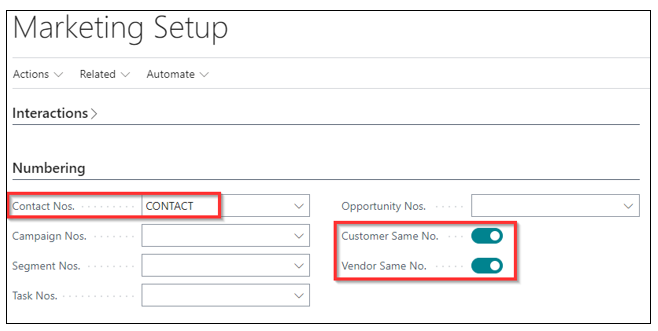 Marketing Setup
Actions Related Automate
Interactions
Numbering
Contact Nos. CONTACT
Opportunity Nos.
Campaign Nos.
Customer Same No.
Segment Nos.
Vendor Same No.
Task Nos.